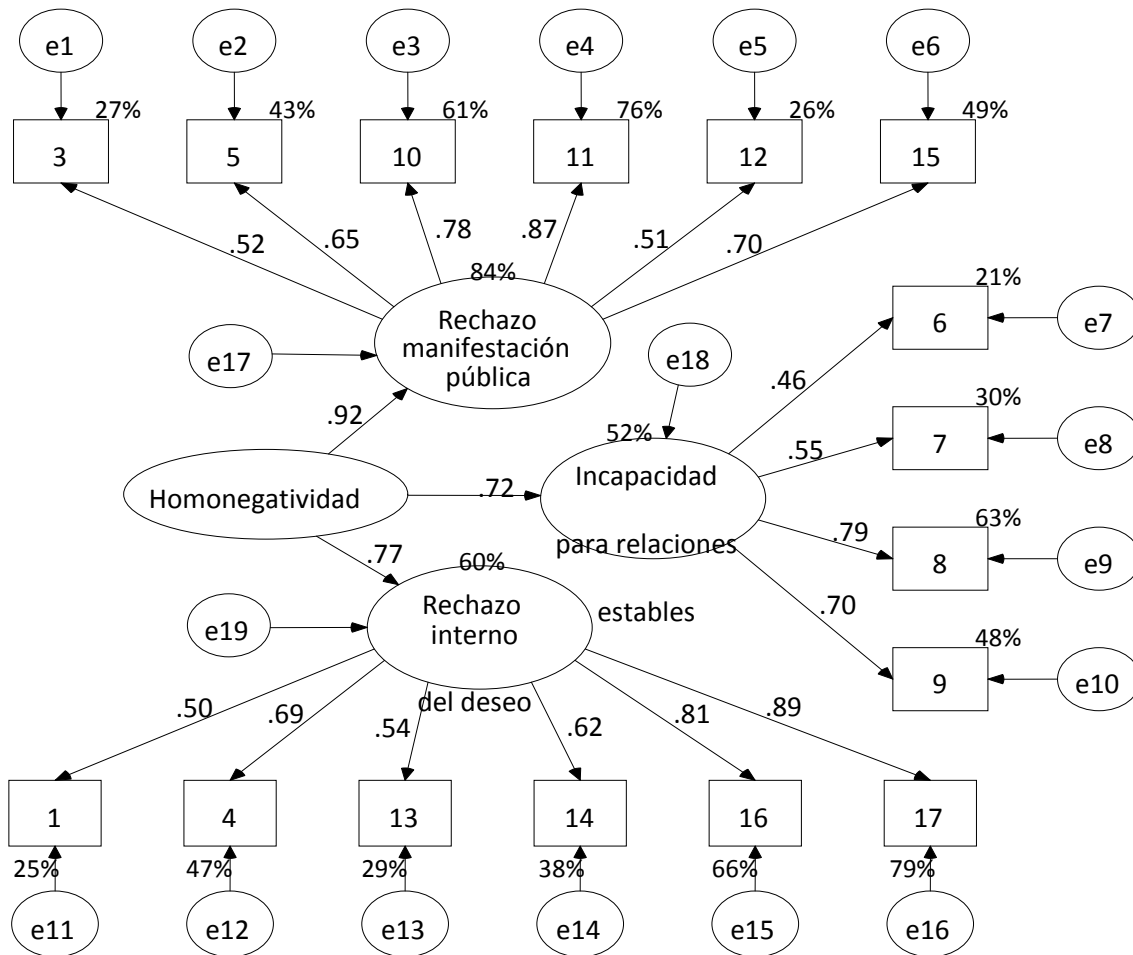 e1 e2 e3 e4 e5 e6
27% 43% 61% 76% 26% 49%
3 5 10 11 12 15
.52 .65 .78 .87 .51 .70
84%
Rechazo
manifestación
pública
e17
.92
21%
6 e7
e18
.46
30%
7 e8
.55
52%
Incapacidad
para relaciones
estables
Homonegatividad
.72
63%
8 e9
.79
.70
48%
9 e10
.77
60%
Rechazo
interno
del deseo
e19
.50 .69 .54 .62 .81 .89
1 4 13 14 16 17
25% 47% 29% 38% 66% 79%
e11 e12 e13 e14 e15 e16